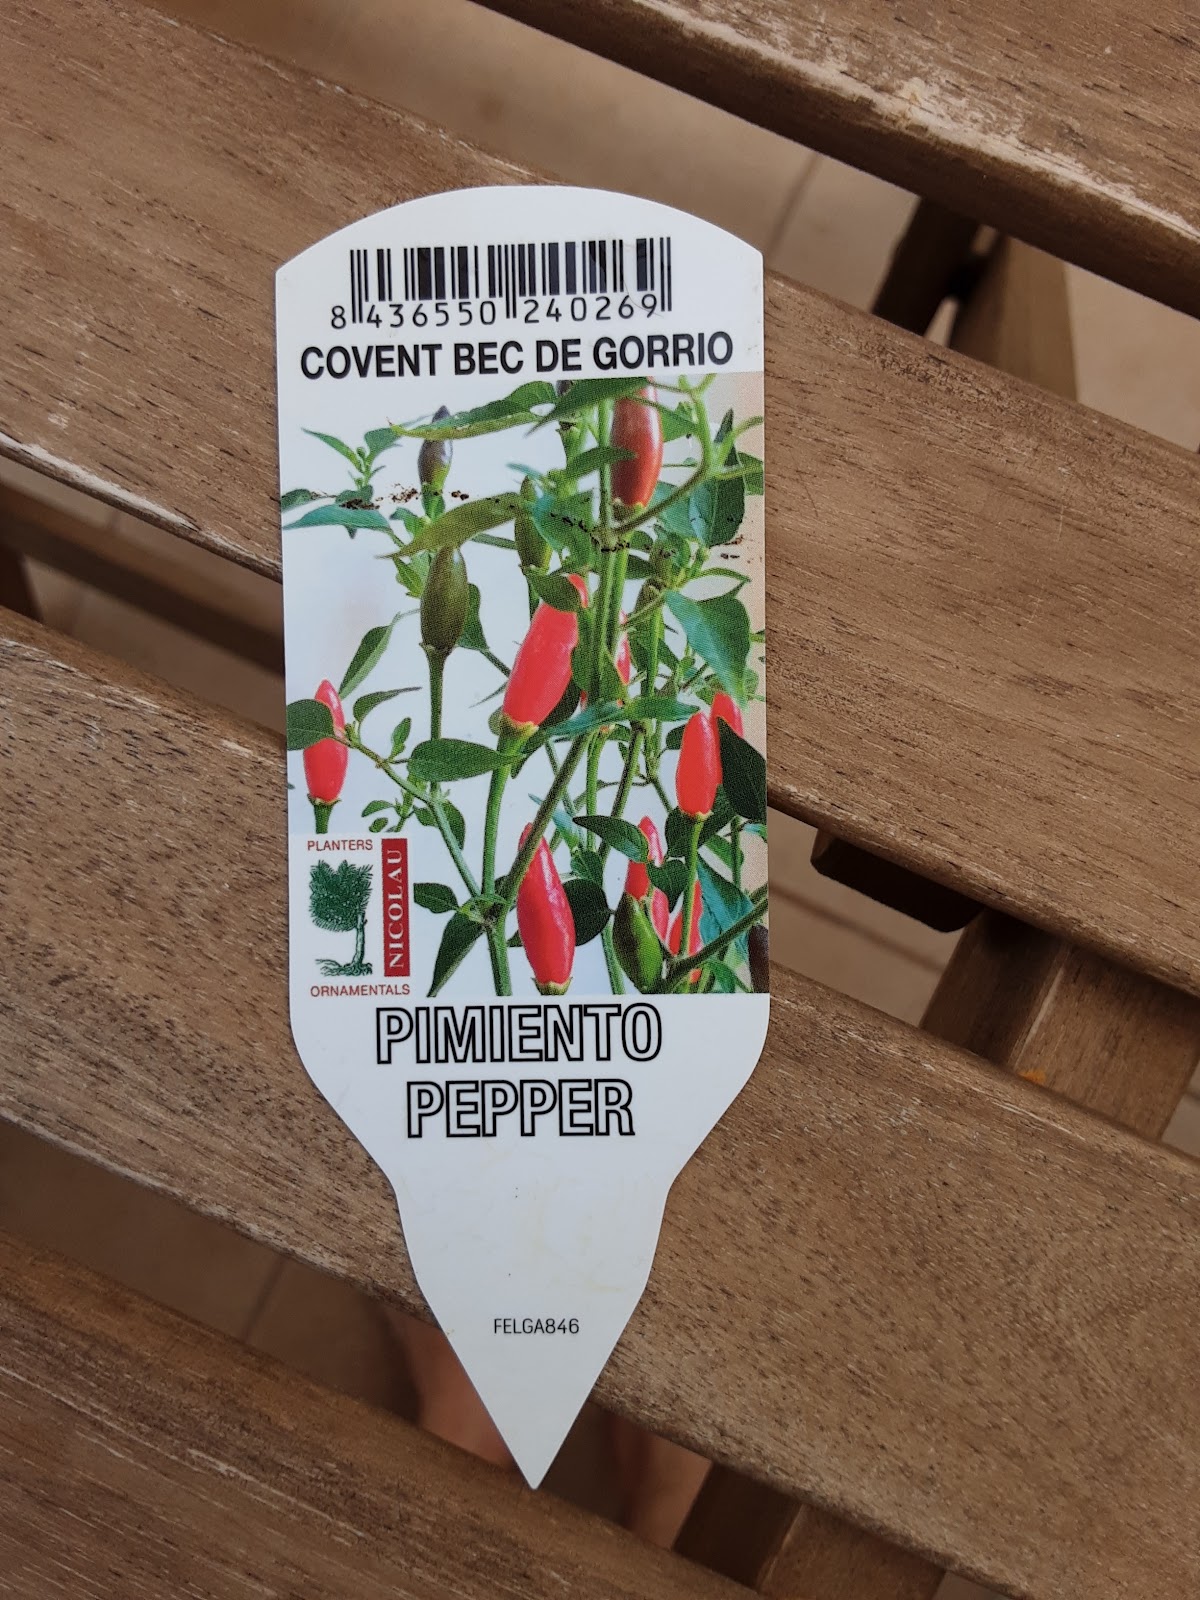 8 436550 240269
COVENT BEC DE GORRIO
PLANTERS
NICOLAU
ORNAMENTALS
PIMIENTO
PEPPER
FELGA846